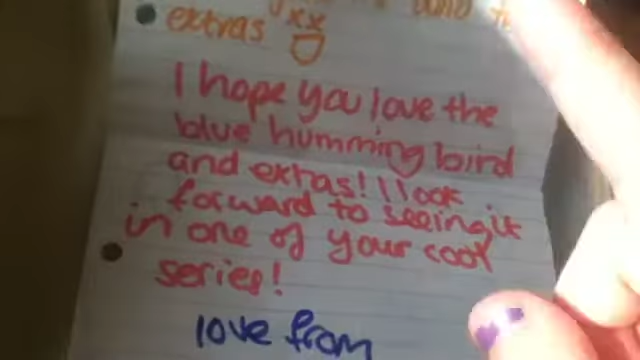 extras xx
I hope you love the
blue humming bird
and extras! I look
forward to seeing it
in one of your cool
series!
love from